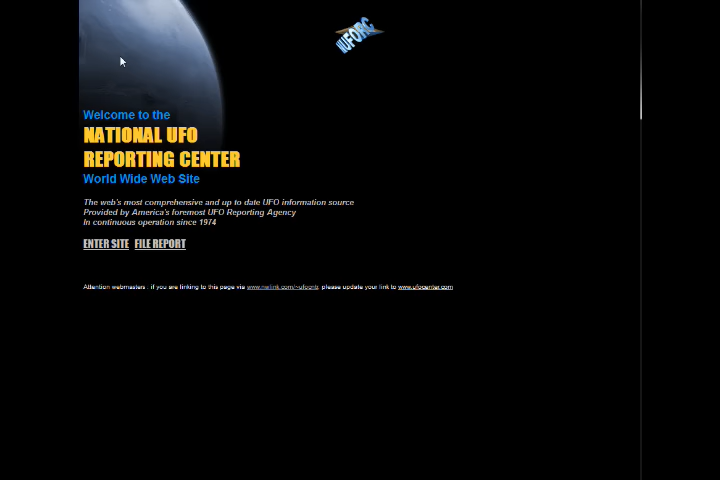 NUFORC
Welcome to the
NATIONAL UFO
REPORTING CENTER
World Wide Web Site
The web's most comprehensive and up to date UFO information source
Provided by America's foremost UFO Reporting Agency
In continuous operation since 1974
ENTER SITE FILE REPORT
Attention webmasters . if you are linking to this page via www.nwlink.com/~ufocntr please update your link to www.ufocenter.com